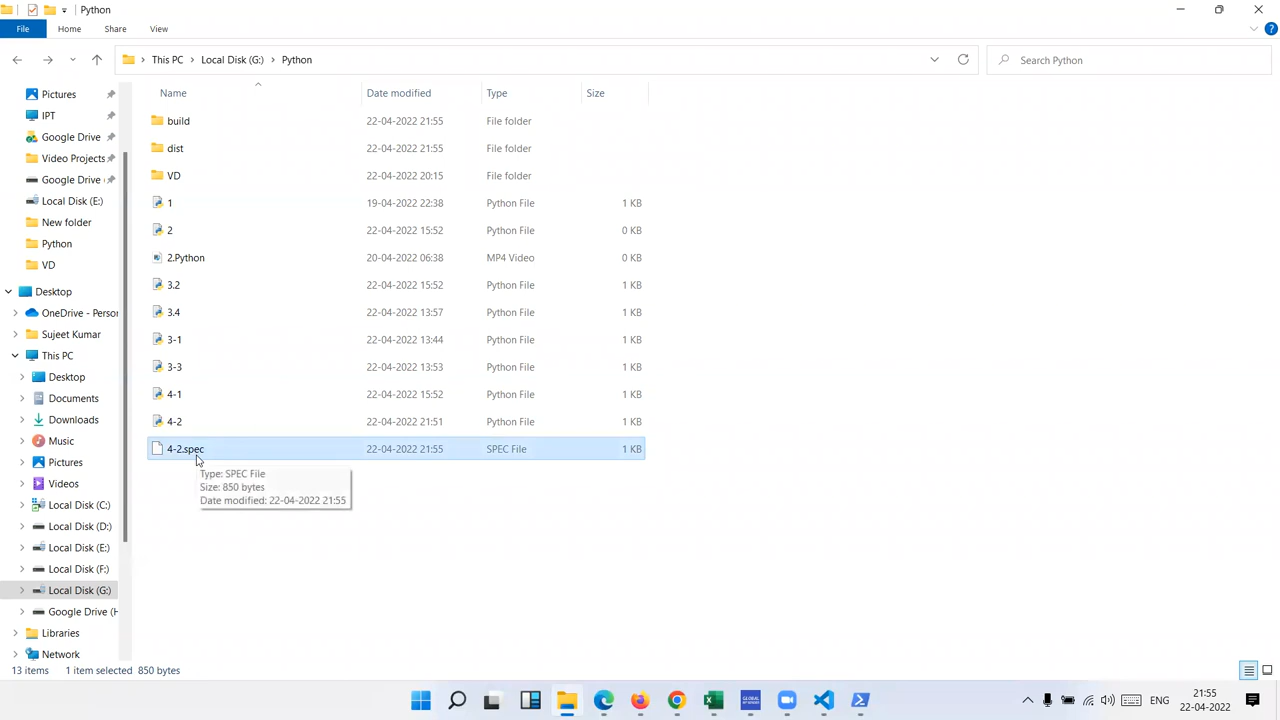 Python
File Home Share View
This PC Local Disk (G:) Python
Search Python
Name Date modified Type Size
Pictures
IPT
Google Drive
Video Projects
Google Drive
Local Disk (E:)
New folder
Python
VD
Desktop
OneDrive - Person
Sujeet Kumar
This PC
Desktop
Documents
Downloads
Music
Pictures
Videos
Local Disk (C:)
Local Disk (D:)
Local Disk (E:)
Local Disk (F:)
Local Disk (G:)
Google Drive (H
Libraries
Network
build 22-04-2022 21:55 File folder
dist 22-04-2022 21:55 File folder
VD 22-04-2022 20:15 File folder
1 19-04-2022 22:38 Python File 1 KB
2 22-04-2022 15:52 Python File 0 KB
2.Python 20-04-2022 06:38 MP4 Video 0 KB
3.2 22-04-2022 15:52 Python File 1 KB
3.4 22-04-2022 13:57 Python File 1 KB
3-1 22-04-2022 13:44 Python File 1 KB
3-3 22-04-2022 13:53 Python File 1 KB
4-1 22-04-2022 15:52 Python File 1 KB
4-2 22-04-2022 21:51 Python File 1 KB
4-2.spec 22-04-2022 21:55 SPEC File 1 KB
Type: SPEC File
Size: 850 bytes
Date modified: 22-04-2022 21:55
13 items 1 item selected 850 bytes
ENG
21:55
22-04-2022